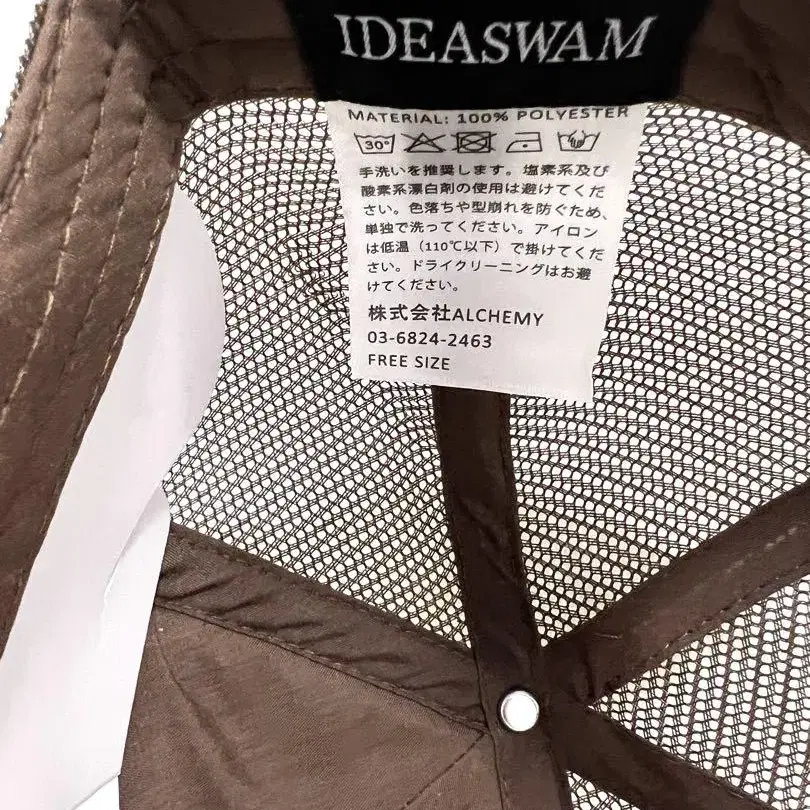 IDEASWAM
MATERIAL: 100% POLYESTER
30°
手洗いを推奨します。塩素系及び
酸素系漂白剤の使用は避けてくだ
さい。色落ちや型崩れを防ぐため、
単独で洗ってください。アイロン
は低温（110℃以下）で掛けてくだ
さい。ドライクリーニングはお避
けてください。
株式会社ALCHEMY
03-6824-2463
FREE SIZE